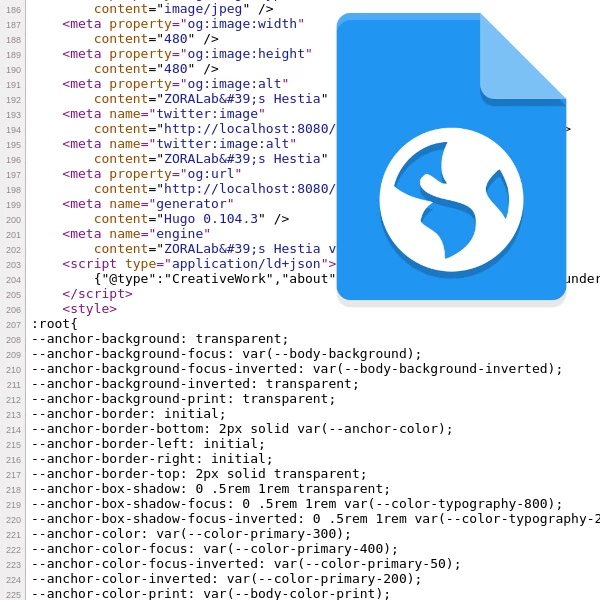 186 content="image/jpeg" />
187 <meta property="og:image:width"
188 content="480" />
189 <meta property="og:image:height"
190 content="480" />
191 <meta property="og:image:alt"
192 content="ZORALab&#39;s Hestia"
193 <meta name="twitter:image"
194 content="http://localhost:8080/ >
195 <meta name="twitter:image:alt"
196 content="ZORALab&#39;s Hestia"
197 <meta name="og:url"
198 content="http://localhost:8080/
199 <meta name="generator"
200 content="Hugo 0.104.3" />
201 <meta name="engine"
202 content="ZORALab&#39;s Hestia v
203 <script type="application/ld+json">
204 {"@type":"CreativeWork","about" under
205 </script>
206 <style>
207 :root{
208 --anchor-background: transparent;
209 --anchor-background-focus: var(--body-background);
210 --anchor-background-focus-inverted: var(--body-background-inverted);
211 --anchor-background-inverted: transparent;
212 --anchor-background-print: transparent;
213 --anchor-border: initial;
214 --anchor-border-bottom: 2px solid var(--anchor-color);
215 --anchor-border-left: initial;
216 --anchor-border-right: initial;
217 --anchor-border-top: 2px solid transparent;
218 --anchor-box-shadow: 0 .5rem 1rem transparent;
219 --anchor-box-shadow-focus: 0 .5rem 1rem var(--color-typography-800);
220 --anchor-box-shadow-focus-inverted: 0 .5rem 1rem var(--color-typography-2
221 --anchor-color: var(--color-primary-300);
222 --anchor-color-focus: var(--color-primary-400);
223 --anchor-color-focus-inverted: var(--color-primary-50);
224 --anchor-color-inverted: var(--color-primary-200);
225 --anchor-color-print: var(--body-color-print);